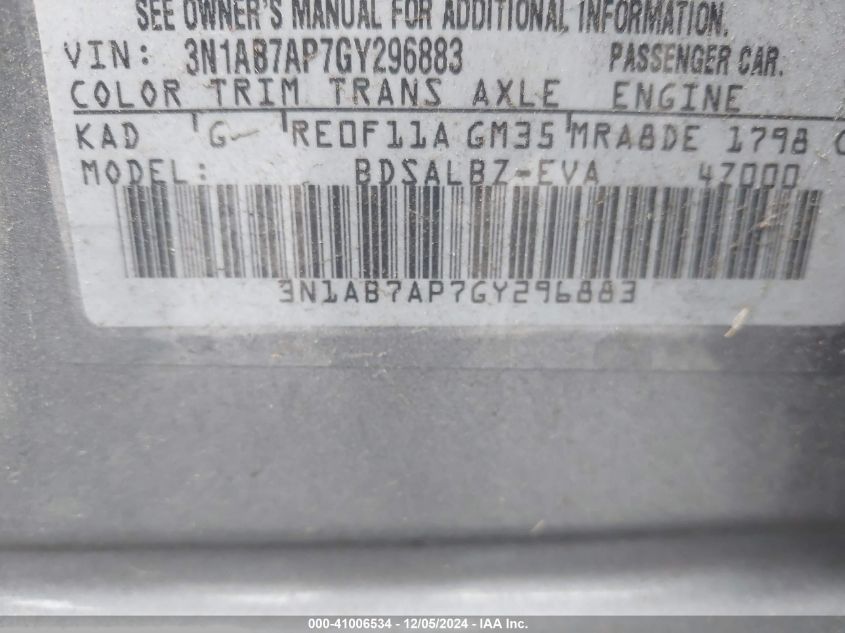 SEE OWNER'S MANUAL FOR ADDITIONAL INFORMATION.
VIN: 3N1AB7AP7GY296883 PASSENGER CAR.
COLOR TRIM TRANS AXLE ENGINE
KAD G RE0F11A GM35 MRA8DE 1798
MODEL: BDSALBZ-EVA 47000
3N1AB7AP7GY296883
000-41006534 - 12/05/2024 - IAA Inc.